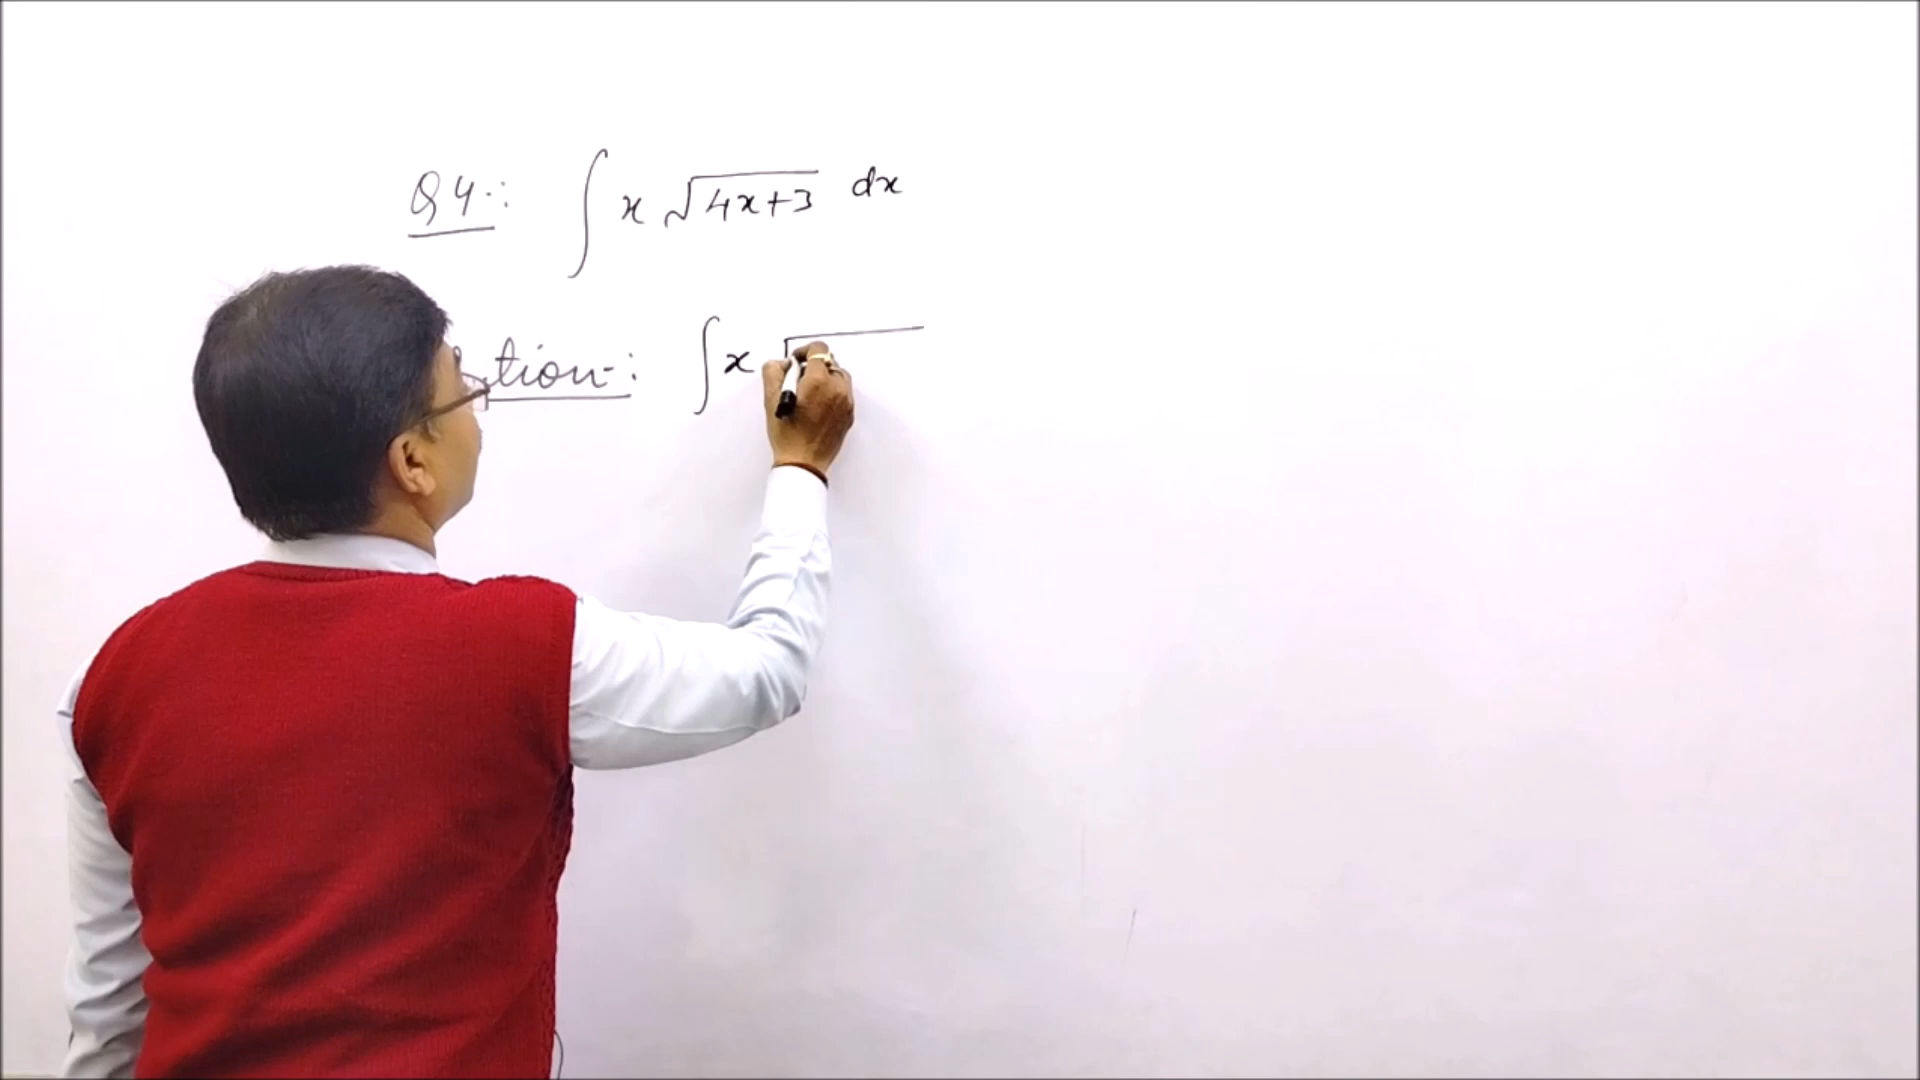 Q4.: ∫ x √4x+3 dx
tion: ∫ x √